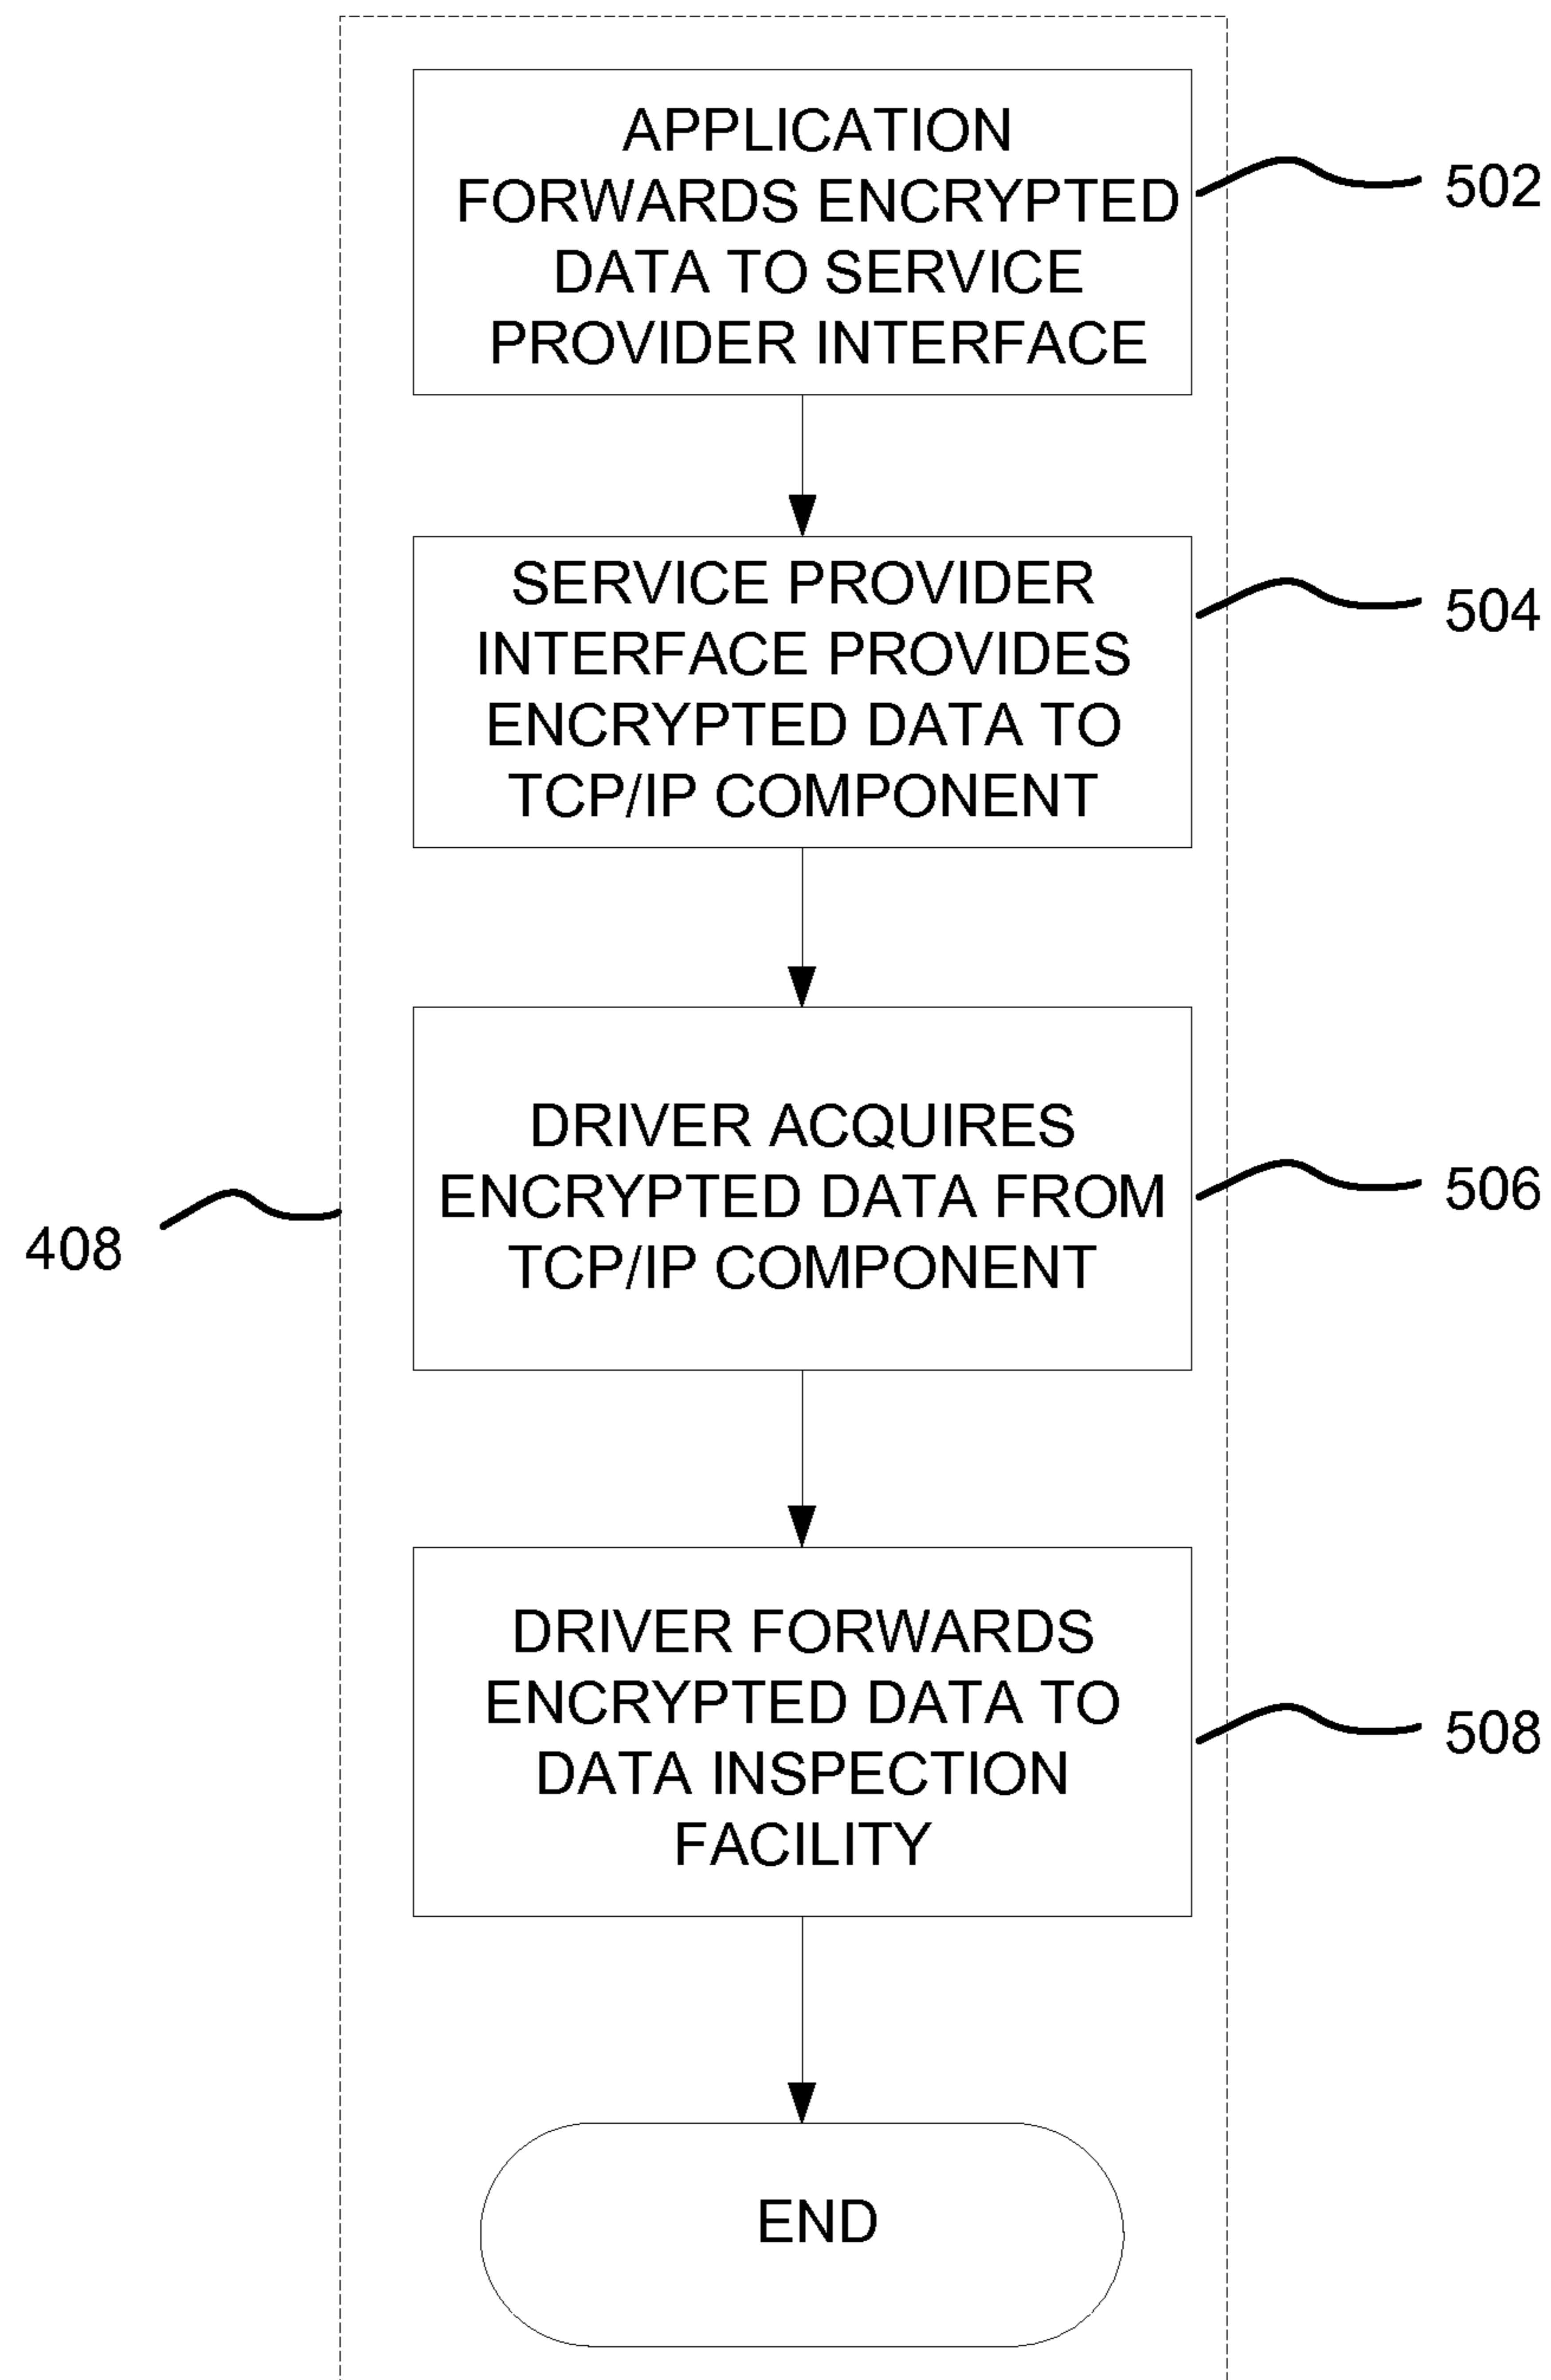 APPLICATION
FORWARDS ENCRYPTED
DATA TO SERVICE
PROVIDER INTERFACE
502
SERVICE PROVIDER
INTERFACE PROVIDES
ENCRYPTED DATA TO
TCP/IP COMPONENT
504
DRIVER ACQUIRES
ENCRYPTED DATA FROM
TCP/IP COMPONENT
506
408
DRIVER FORWARDS
ENCRYPTED DATA TO
DATA INSPECTION
FACILITY
508
END